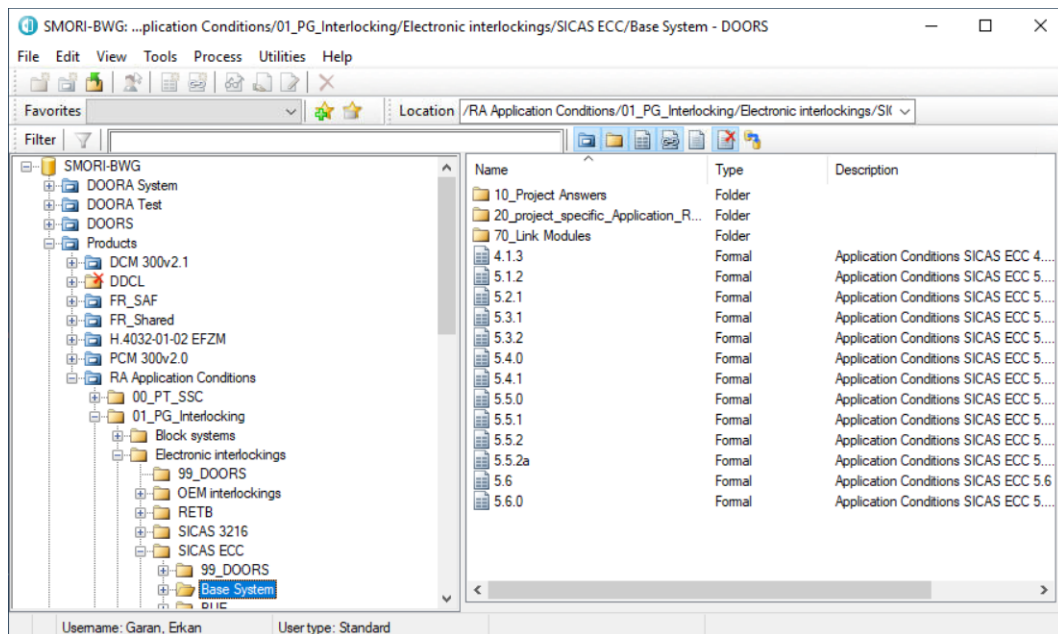 SMORI-BWG: ...plication Conditions/01_PG_Interlocking/Electronic interlockings/SICAS ECC/Base System - DOORS
File Edit View Tools Process Utilities Help
Favorites
Location /RA Application Conditions/01_PG_Interlocking/Electronic interlockings/SI
Filter
SMORI-BWG
DOORA System
DOORA Test
DOORS
Products
DCM 300v2.1
DDCL
FR_SAF
FR_Shared
H.4032-01-02 EFZM
PCM 300v2.0
RA Application Conditions
00_PT_SSC
01_PG_Interlocking
Block systems
Electronic interlockings
99_DOORS
OEM interlockings
RETB
SICAS 3216
SICAS ECC
99_DOORS
Base System
Name Type Description
10_Project Answers Folder
20_project_specific_Application_R... Folder
70_Link Modules Folder
4.1.3 Formal Application Conditions SICAS ECC 4....
5.1.2 Formal Application Conditions SICAS ECC 5....
5.2.1 Formal Application Conditions SICAS ECC 5....
5.3.1 Formal Application Conditions SICAS ECC 5....
5.3.2 Formal Application Conditions SICAS ECC 5....
5.4.0 Formal Application Conditions SICAS ECC 5....
5.4.1 Formal Application Conditions SICAS ECC 5....
5.5.0 Formal Application Conditions SICAS ECC 5....
5.5.1 Formal Application Conditions SICAS ECC 5....
5.5.2 Formal Application Conditions SICAS ECC 5....
5.5.2a Formal Application Conditions SICAS ECC 5....
5.6 Formal Application Conditions SICAS ECC 5.6
5.6.0 Formal Application Conditions SICAS ECC 5....
Username: Garan, Erkan User type: Standard